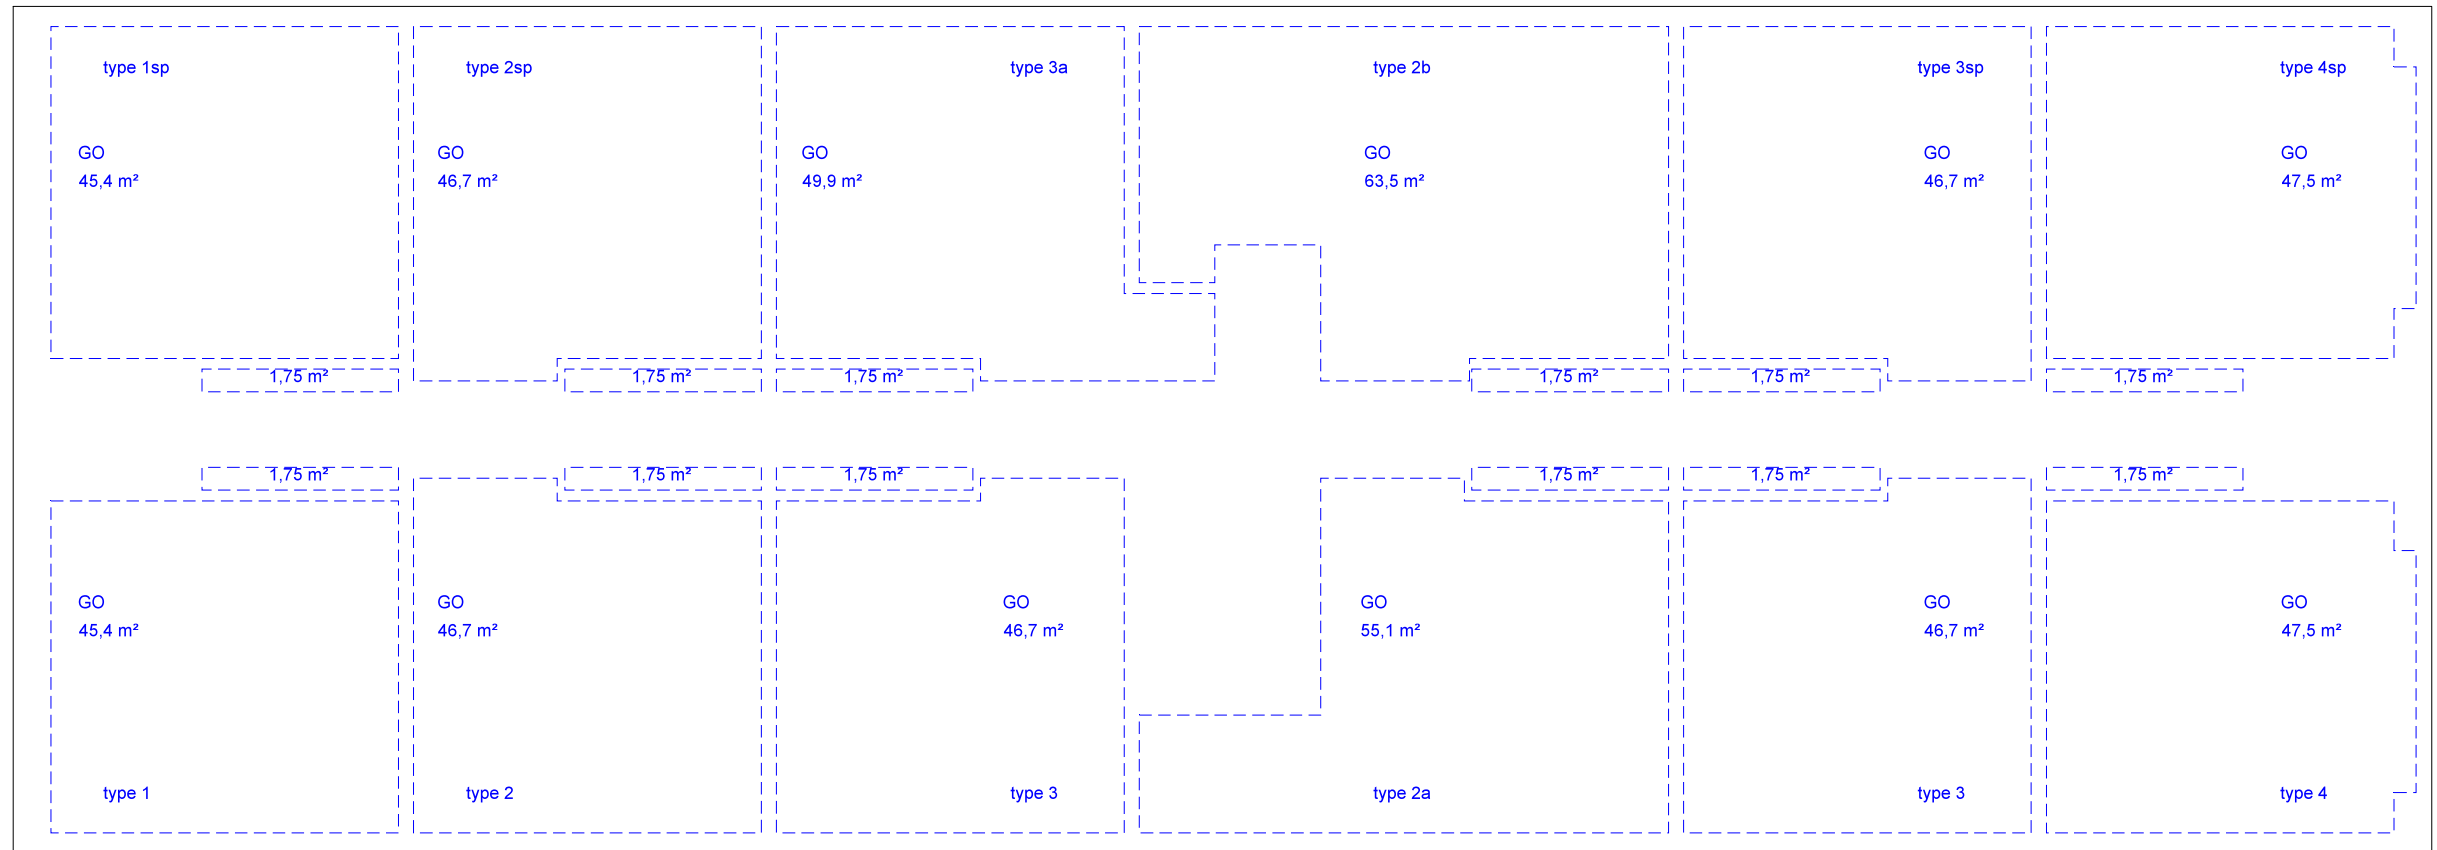 type 1sp
type 2sp
type 3a
type 2b
type 3sp
type 4sp
GO
45,4 m²
GO
46,7 m²
GO
49,9 m²
GO
63,5 m²
GO
46,7 m²
GO
47,5 m²
1,75 m²
1,75 m²
1,75 m²
1,75 m²
1,75 m²
1,75 m²
1,75 m²
1,75 m²
1,75 m²
1,75 m²
1,75 m²
1,75 m²
GO
45,4 m²
GO
46,7 m²
GO
46,7 m²
GO
55,1 m²
GO
46,7 m²
GO
47,5 m²
type 1
type 2
type 3
type 2a
type 3
type 4